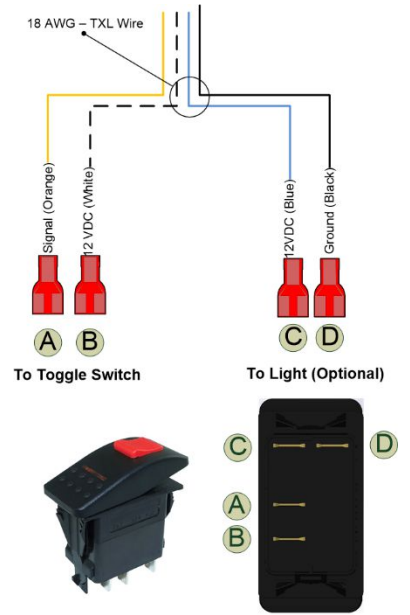 18 AWG – TXL Wire
Signal (Orange)
12 VDC (White)
12VDC (Blue)
Ground (Black)
A
B
C
D
To Toggle Switch
To Light (Optional)
C
D
A
B